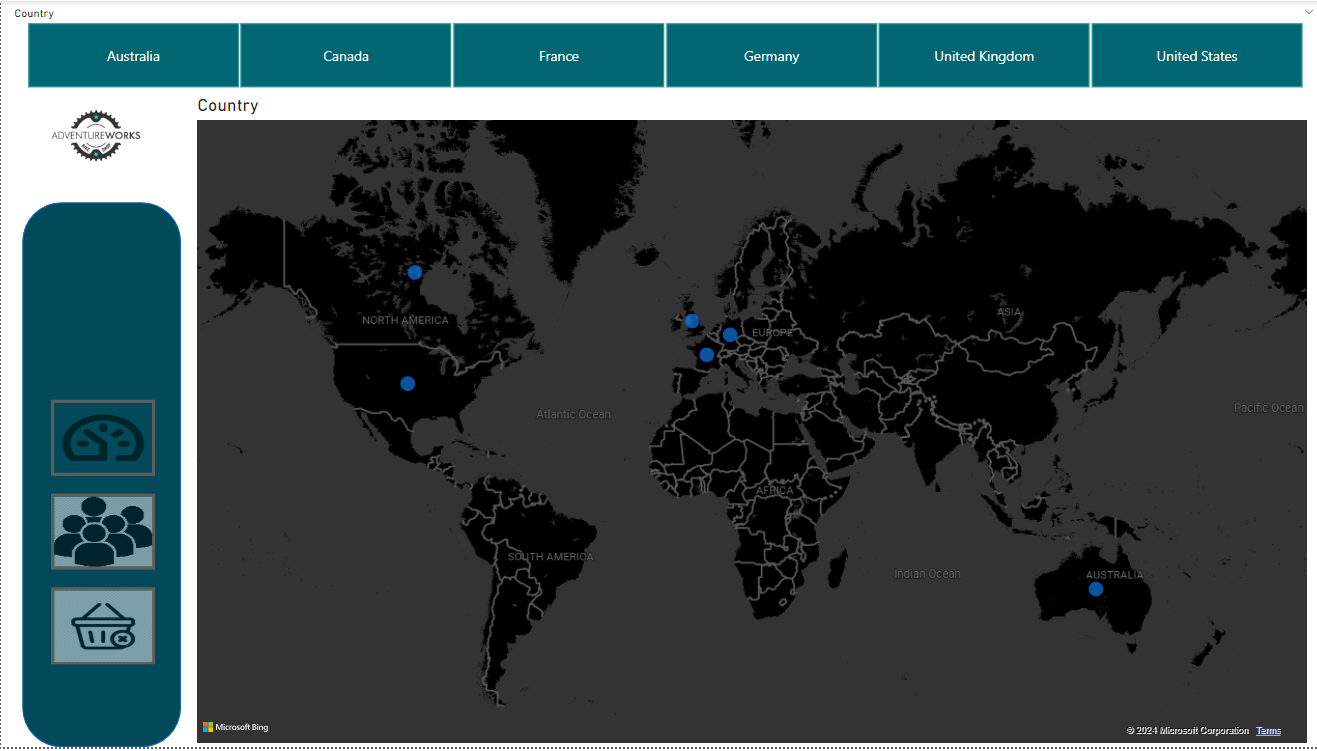 Country
Australia
Canada
France
Germany
United Kingdom
United States
ADVENTUREWORKS
Country
NORTH AMERICA
EUROPE
ASIA
Atlantic Ocean
Pacific Ocean
AFRICA
SOUTH AMERICA
Indian Ocean
AUSTRALIA
Microsoft Bing
© 2024 Microsoft Corporation Terms